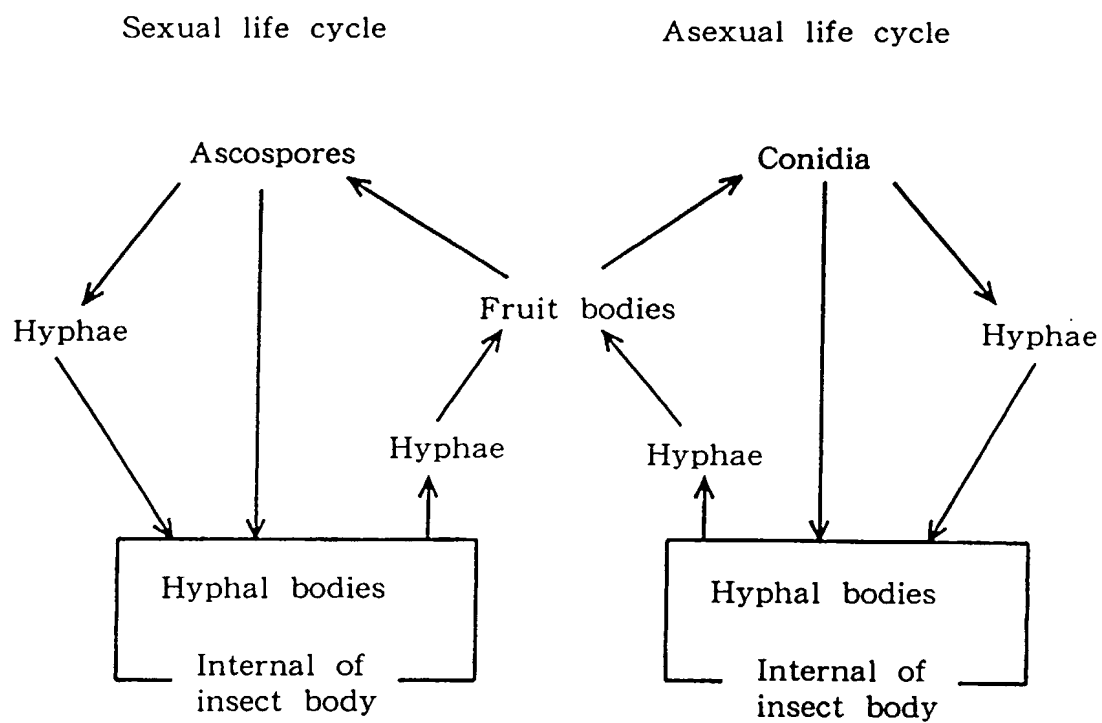 Sexual life cycle
Asexual life cycle
Ascospores
Conidia
Fruit bodies
Hyphae
Hyphae
Hyphae
Hyphae
Hyphal bodies
Hyphal bodies
Internal of
insect body
Internal of
insect body